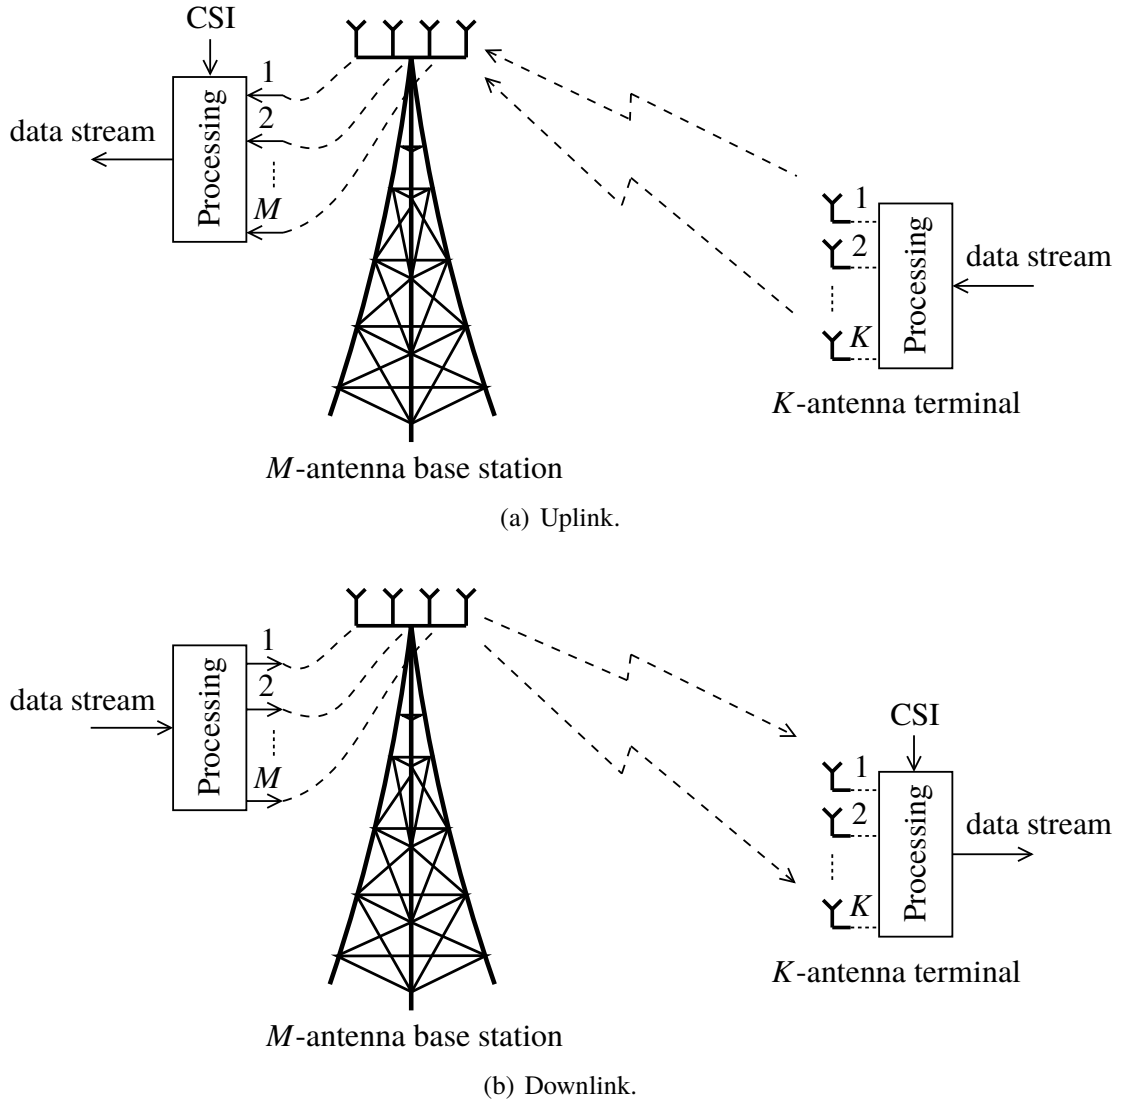 CSI
1
data stream
2
Processing
M
1
2
data stream
Processing
K
K-antenna terminal
M-antenna base station
(a) Uplink.
1
data stream
2
Processing
M
CSI
1
2
data stream
Processing
K
K-antenna terminal
M-antenna base station
(b) Downlink.